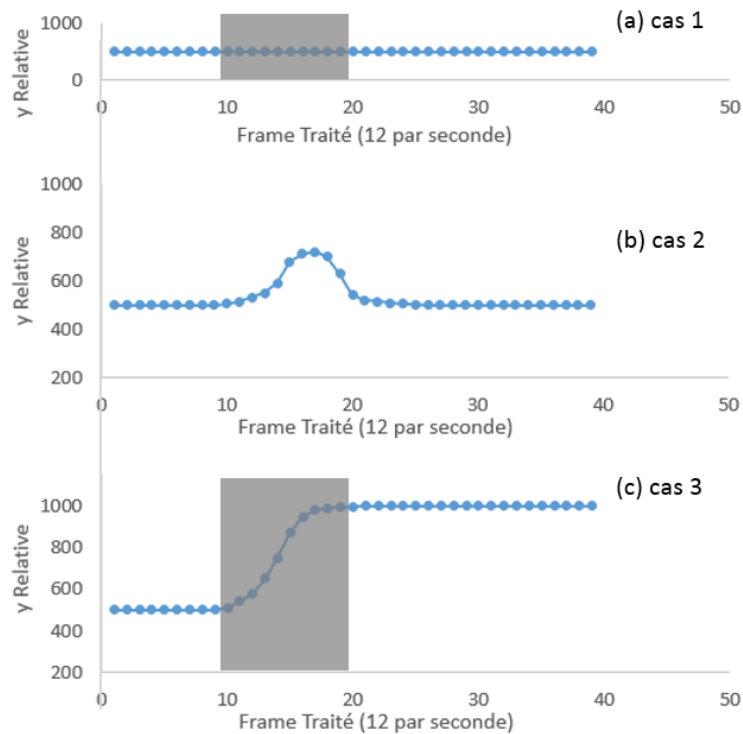 (a) cas 1
y Relative
1000
0
0 10 20 30 40 50
Frame Traité (12 par seconde)
(b) cas 2
y Relative
1000
800
600
400
200
0 10 20 30 40 50
Frame Traité (12 par seconde)
(c) cas 3
y Relative
1000
800
600
400
200
0 10 20 30 40 50
Frame Traité (12 par seconde)